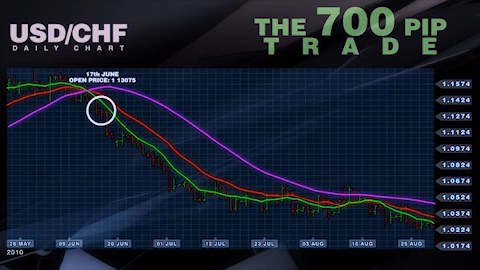 USD/CHF
DAILY CHART
THE 700 PIP
TRADE
17th JUNE
OPEN PRICE: 1 13075
1.1574
1.1424
1.1274
1.1124
1.0974
1.0824
1.0674
1.0524
1.0374
1.0224
1.0174
26 MAY
09 JUN
20 JUN
01 JUL
12 JUL
23 JUL
03 AUG
15 AUG
25 AUG
2010